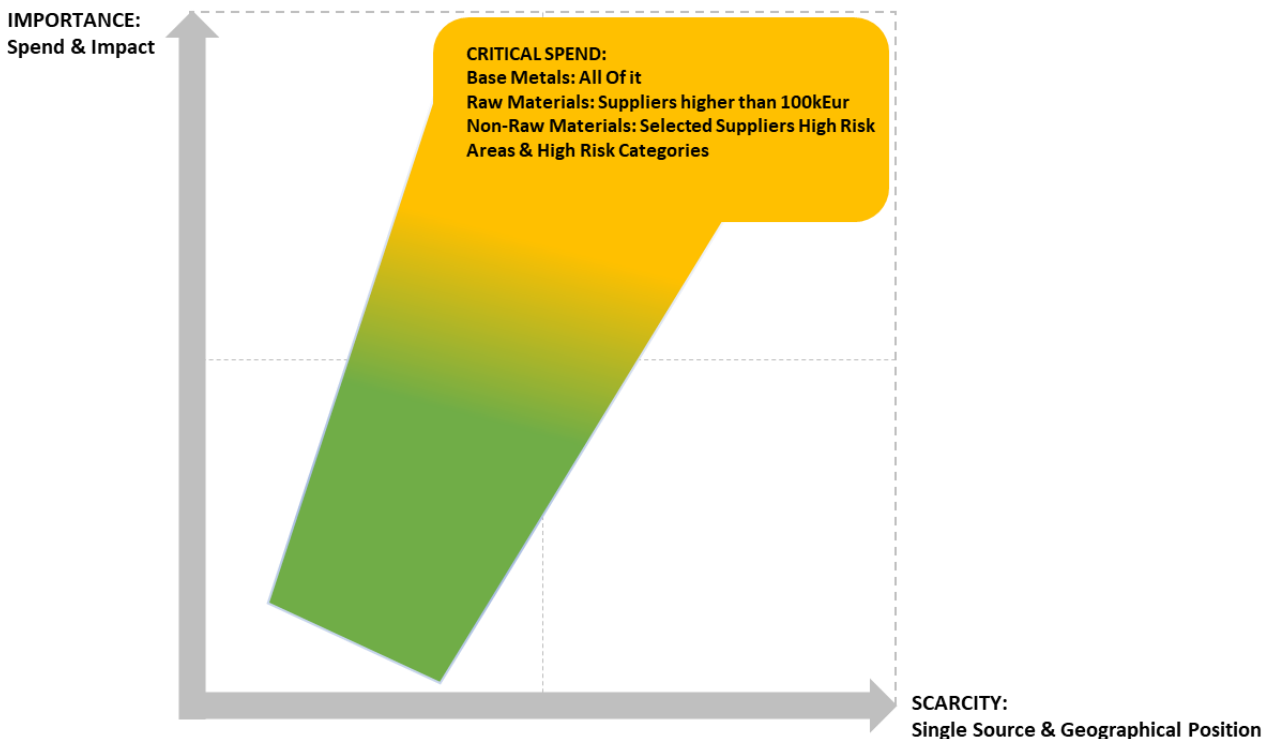 IMPORTANCE:
Spend & Impact
CRITICAL SPEND:
Base Metals: All Of it
Raw Materials: Suppliers higher than 100kEur
Non-Raw Materials: Selected Suppliers High Risk
Areas & High Risk Categories
SCARCITY:
Single Source & Geographical Position